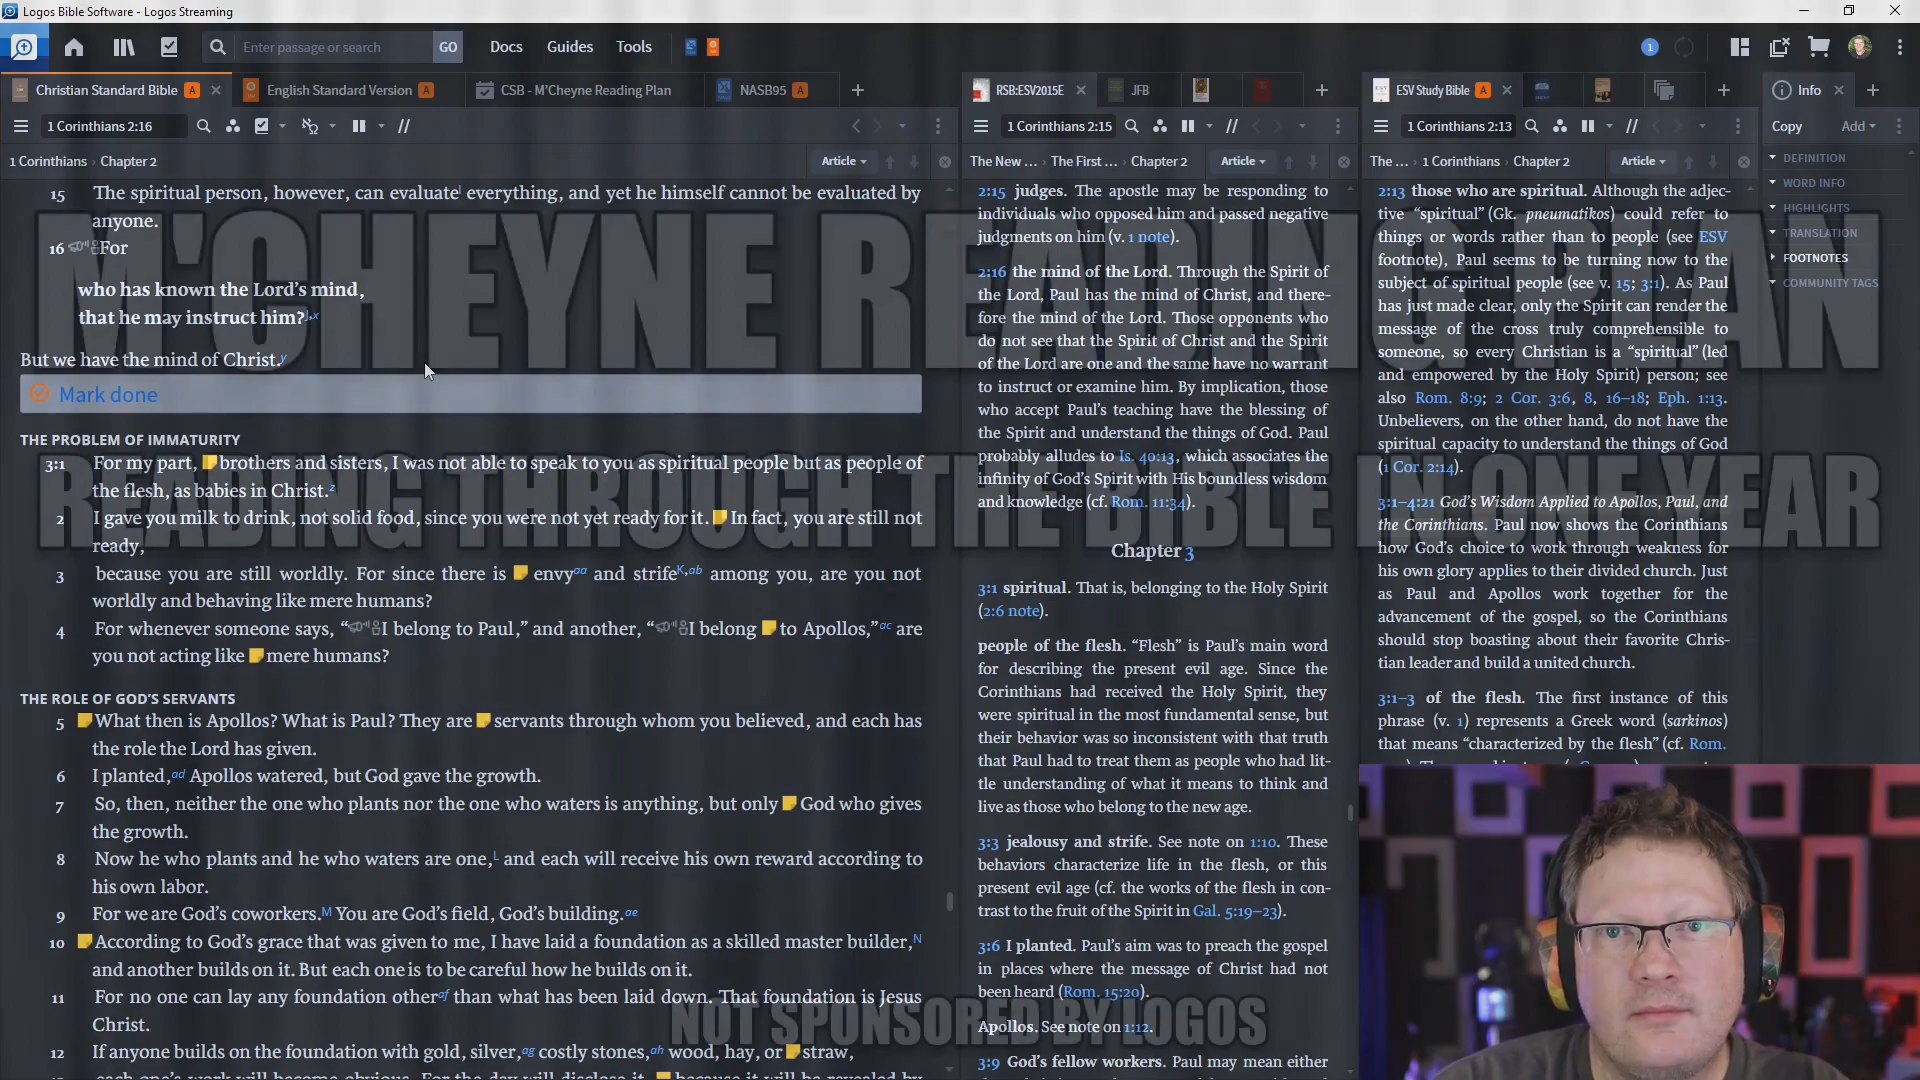 Logos Bible Software - Logos Streaming
Enter passage or search
GO
Docs
Guides
Tools
1
Christian Standard Bible A
English Standard Version A
CSB - M'Cheyne Reading Plan
NASB95 A
1 Corinthians 2:16
1 Corinthians › Chapter 2
Article
15 The spiritual person, however, can evaluate everything, and yet he himself cannot be evaluated by
anyone.
16 For
who has known the Lord’s mind,
that he may instruct him?J,x
But we have the mind of Christ.y
Mark done
THE PROBLEM OF IMMATURITY
3:1 For my part, brothers and sisters, I was not able to speak to you as spiritual people but as people of
the flesh, as babies in Christ.z
2 I gave you milk to drink, not solid food, since you were not yet ready for it. In fact, you are still not
ready,
3 because you are still worldly. For since there is envyaa and strifeK,ab among you, are you not
worldly and behaving like mere humans?
4 For whenever someone says, “I belong to Paul,” and another, “I belong to Apollos,”ac are
you not acting like mere humans?
THE ROLE OF GOD’S SERVANTS
5 What then is Apollos? What is Paul? They are servants through whom you believed, and each has
the role the Lord has given.
6 I planted,ad Apollos watered, but God gave the growth.
7 So, then, neither the one who plants nor the one who waters is anything, but only God who gives
the growth.
8 Now he who plants and he who waters are one,L and each will receive his own reward according to
his own labor.
9 For we are God’s coworkers.M You are God’s field, God’s building.ae
10 According to God’s grace that was given to me, I have laid a foundation as a skilled master builder,N
and another builds on it. But each one is to be careful how he builds on it.
11 For no one can lay any foundation otheraf than what has been laid down. That foundation is Jesus
Christ.
12 If anyone builds on the foundation with gold, silver,ag costly stones,ah wood, hay, or straw,
each one’s work will become obvious. For the day will disclose it, because it will be revealed by
RSB:ESV2015E
JFB
1 Corinthians 2:15
The New ... › The First ... › Chapter 2
Article
2:15 judges. The apostle may be responding to
individuals who opposed him and passed negative
judgments on him (v. 1 note).
2:16 the mind of the Lord. Through the Spirit of
the Lord, Paul has the mind of Christ, and there-
fore the mind of the Lord. Those opponents who
do not see that the Spirit of Christ and the Spirit
of the Lord are one and the same have no warrant
to instruct or examine him. By implication, those
who accept Paul’s teaching have the blessing of
the Spirit and understand the things of God. Paul
probably alludes to Is. 40:13, which associates the
infinity of God’s Spirit with His boundless wisdom
and knowledge (cf. Rom. 11:34).
Chapter 3
3:1 spiritual. That is, belonging to the Holy Spirit
(2:6 note).
people of the flesh. “Flesh” is Paul’s main word
for describing the present evil age. Since the
Corinthians had received the Holy Spirit, they
were spiritual in the most fundamental sense, but
their behavior was so inconsistent with that truth
that Paul had to treat them as people who had lit-
tle understanding of what it means to think and
live as those who belong to the new age.
3:3 jealousy and strife. See note on 1:10. These
behaviors characterize life in the flesh, or this
present evil age (cf. the works of the flesh in con-
trast to the fruit of the Spirit in Gal. 5:19–23).
3:6 I planted. Paul’s aim was to preach the gospel
in places where the message of Christ had not
been heard (Rom. 15:20).
Apollos. See note on 1:12.
3:9 God’s fellow workers. Paul may mean either
ESV Study Bible A
1 Corinthians 2:13
The ... › 1 Corinthians › Chapter 2
Article
2:13 those who are spiritual. Although the adjec-
tive “spiritual” (Gk. pneumatikos) could refer to
things or words rather than to people (see ESV
footnote), Paul seems to be turning now to the
subject of spiritual people (see v. 15; 3:1). As Paul
has just made clear, only the Spirit can render the
message of the cross truly comprehensible to
someone, so every Christian is a “spiritual” (led
and empowered by the Holy Spirit) person; see
also Rom. 8:9; 2 Cor. 3:6, 8, 16–18; Eph. 1:13.
Unbelievers, on the other hand, do not have the
spiritual capacity to understand the things of God
(1 Cor. 2:14).
3:1–4:21 God’s Wisdom Applied to Apollos, Paul, and
the Corinthians. Paul now shows the Corinthians
how God’s choice to work through weakness for
his own glory applies to their divided church. Just
as Paul and Apollos work together for the
advancement of the gospel, so the Corinthians
should stop boasting about their favorite Chris-
tian leader and build a united church.
3:1–3 of the flesh. The first instance of this
phrase (v. 1) represents a Greek word (sarkinos)
that means “characterized by the flesh” (cf. Rom.
Info
Copy
Add
DEFINITION
WORD INFO
HIGHLIGHTS
TRANSLATION
FOOTNOTES
COMMUNITY TAGS
M'CHEYNE READING PLAN
READING THROUGH THE BIBLE IN ONE YEAR
NOT SPONSORED BY LOGOS